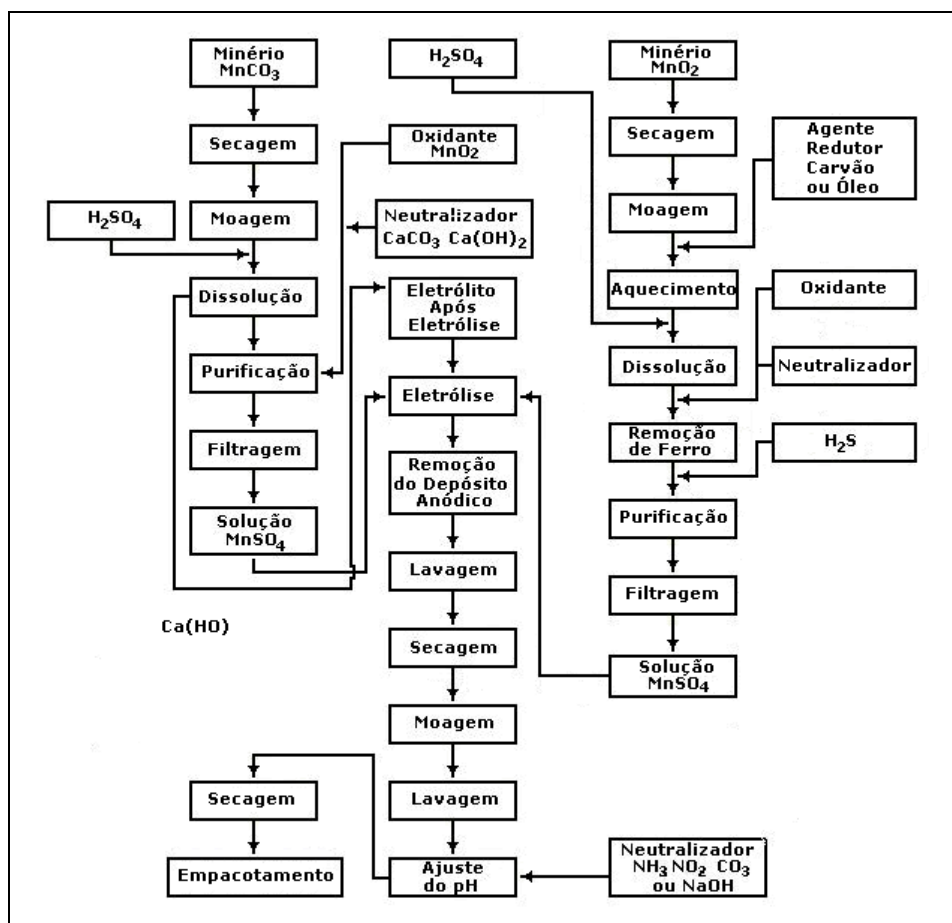 Minério
MnCO3
H2SO4
Minério
MnO2
Secagem
Oxidante
MnO2
Secagem
Agente
Redutor
Carvão
ou Óleo
H2SO4
Moagem
Neutralizador
CaCO3 Ca(OH)2
Moagem
Dissolução
Eletrólito
Após
Eletrólise
Aquecimento
Oxidante
Purificação
Eletrólise
Dissolução
Neutralizador
Filtragem
Remoção
do Depósito
Anódico
Remoção
de Ferro
H2S
Solução
MnSO4
Purificação
Lavagem
Filtragem
Ca(HO)
Secagem
Solução
MnSO4
Moagem
Secagem
Lavagem
Empacotamento
Ajuste
do pH
Neutralizador
NH3 NO2 CO3
ou NaOH